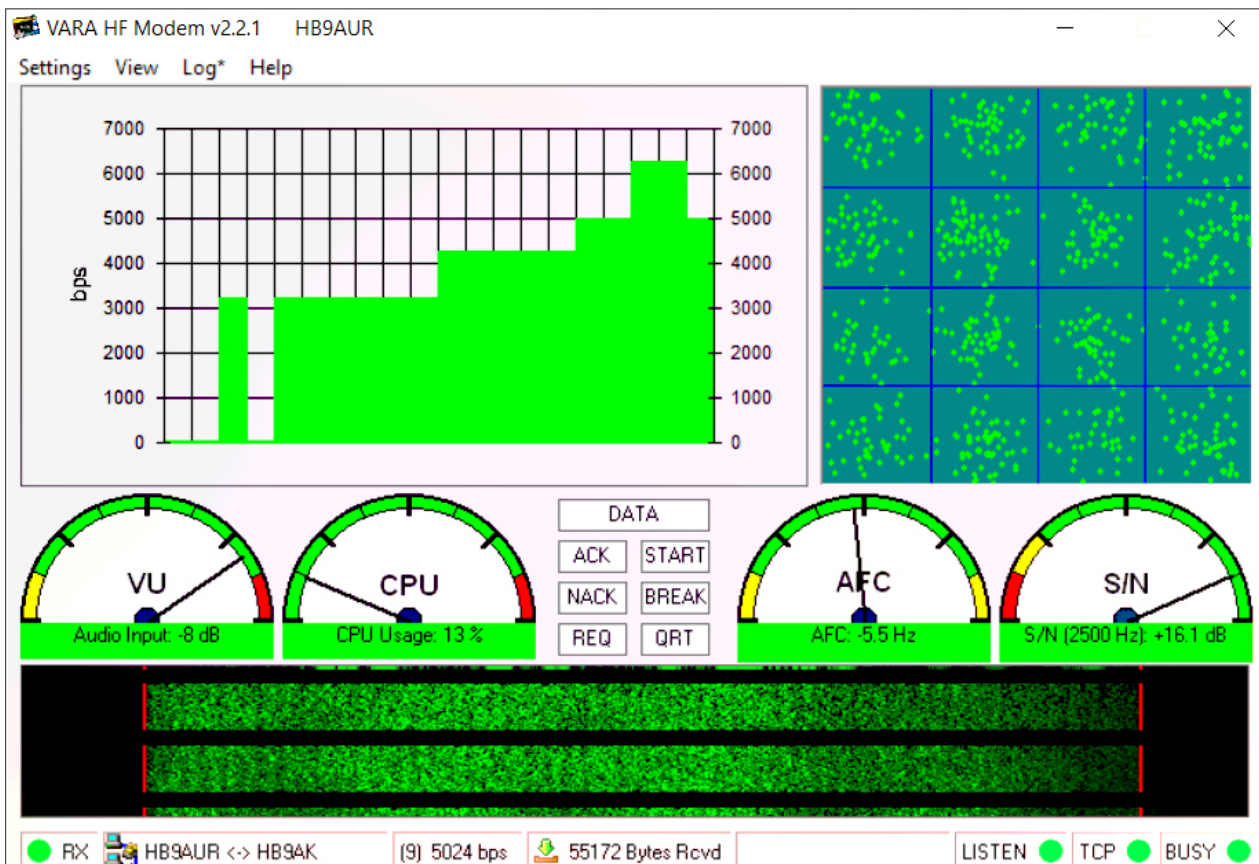 VARA HF Modem v2.2.1 HB9AUR
Settings View Log* Help
7000 7000
6000 6000
5000 5000
4000 4000
bps
3000 3000
2000 2000
1000 1000
0 0
DATA
ACK START
NACK BREAK
REQ QRT
VU
Audio Input: -8 dB
CPU
CPU Usage: 13 %
AFC
AFC: -5.5 Hz
S/N
S/N (2500 Hz): +16.1 dB
RX HB9AUR <-> HB9AK (9) 5024 bps 55172 Bytes Rcvd LISTEN TCP BUSY